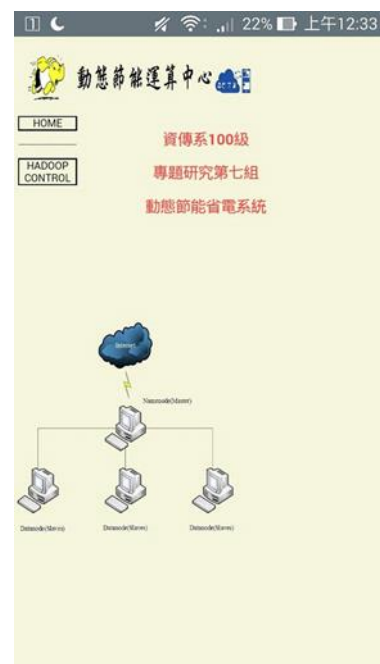 22% 上午12:33
動態節能運算中心
BETA
HOME
HADOOP
CONTROL
資傳系100級
專題研究第七組
動態節能省電系統
Internet
Namenode(Master)
Datanode(Slaves)
Datanode(Slaves)
Datanode(Slaves)